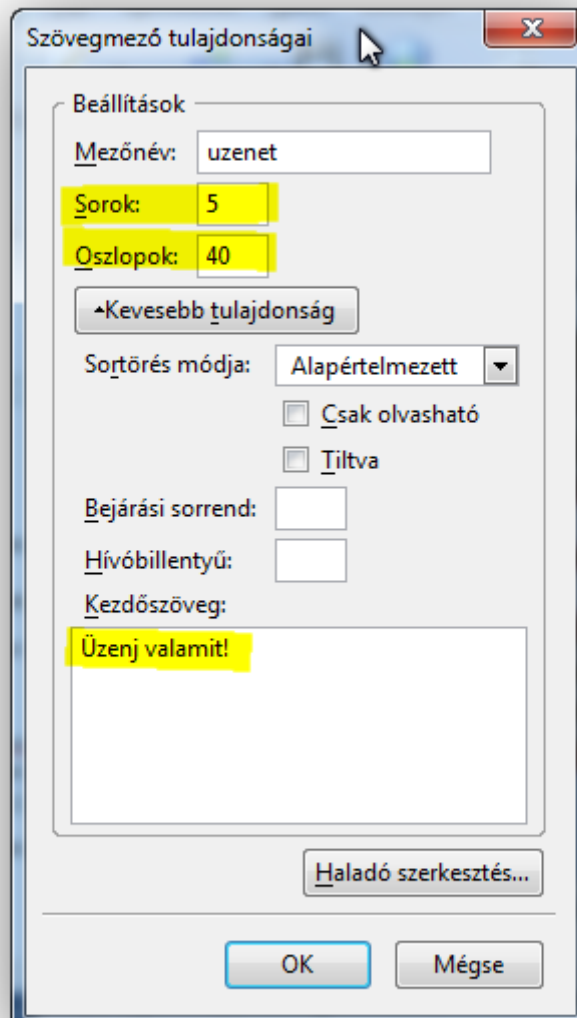 Szövegmező tulajdonságai
Beállítások
Mezőnév: uzenet
Sorok: 5
Oszlopok: 40
Kevesebb tulajdonság
Sortörés módja: Alapértelmezett
Csak olvasható
Tiltva
Bejárási sorrend:
Hívóbillentyű:
Kezdőszöveg:
Üzenj valamit!
Haladó szerkesztés...
OK Mégse